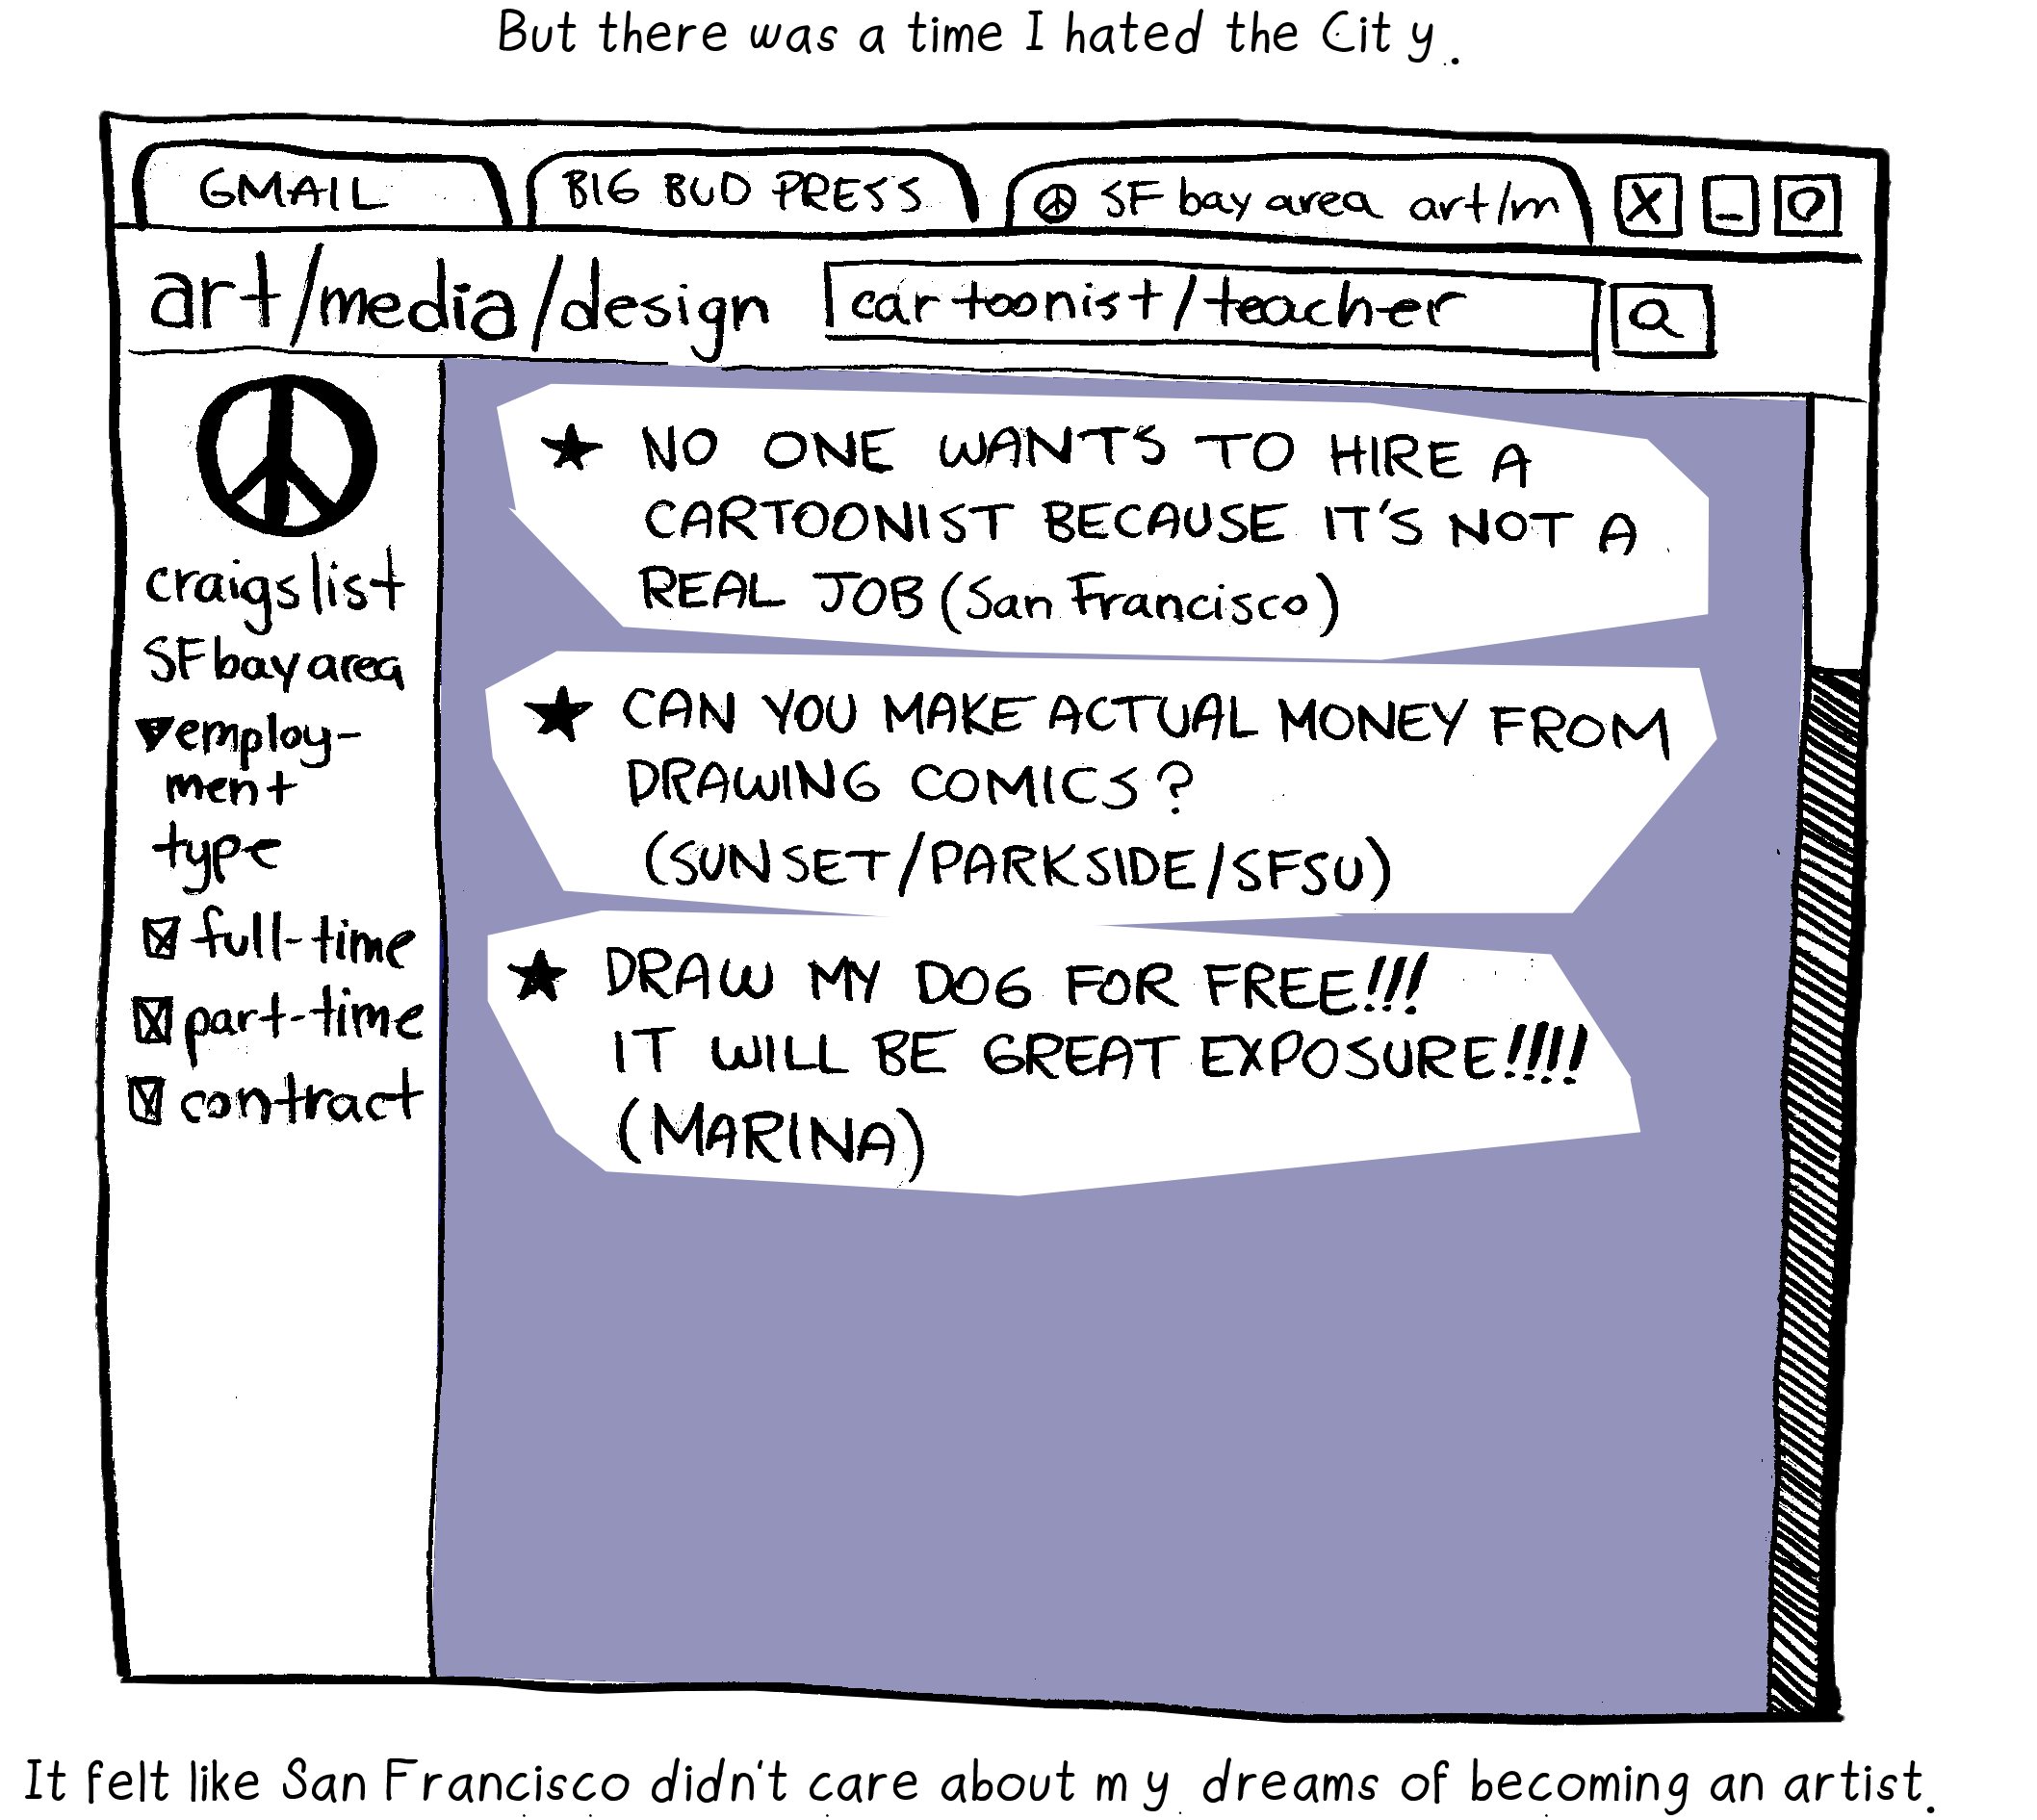 But there was a time I hated the City.
GMAIL
BIG BUD PRESS
SF bay area art/m
X
art/media/design
cartoonist/teacher
craigslist
SF bay area
employ-
ment
type
full-time
part-time
contract
★ NO ONE WANTS TO HIRE A
CARTOONIST BECAUSE IT'S NOT A
REAL JOB (San Francisco)
★ CAN YOU MAKE ACTUAL MONEY FROM
DRAWING COMICS?
(SUNSET/PARKSIDE/SFSU)
★ DRAW MY DOG FOR FREE!!!
IT WILL BE GREAT EXPOSURE!!!!
(MARINA)
It felt like San Francisco didn't care about my dreams of becoming an artist.